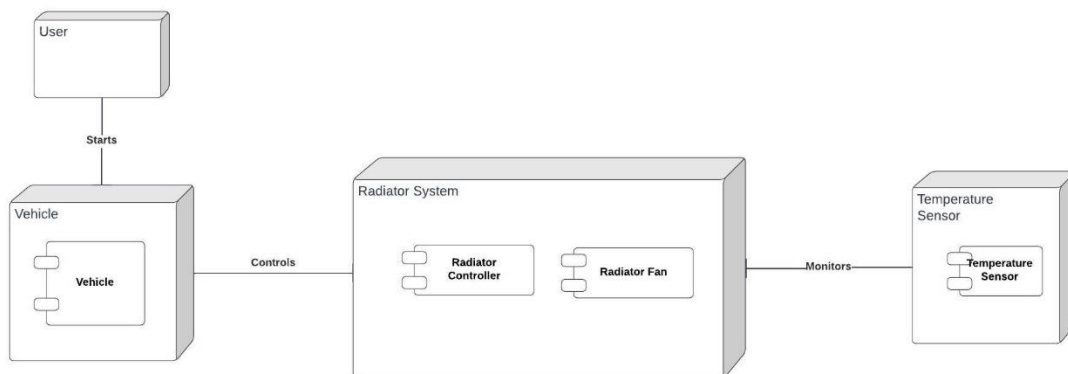 User
Starts
Vehicle
Vehicle
Controls
Radiator System
Radiator
Controller
Radiator Fan
Monitors
Temperature
Sensor
Temperature
Sensor